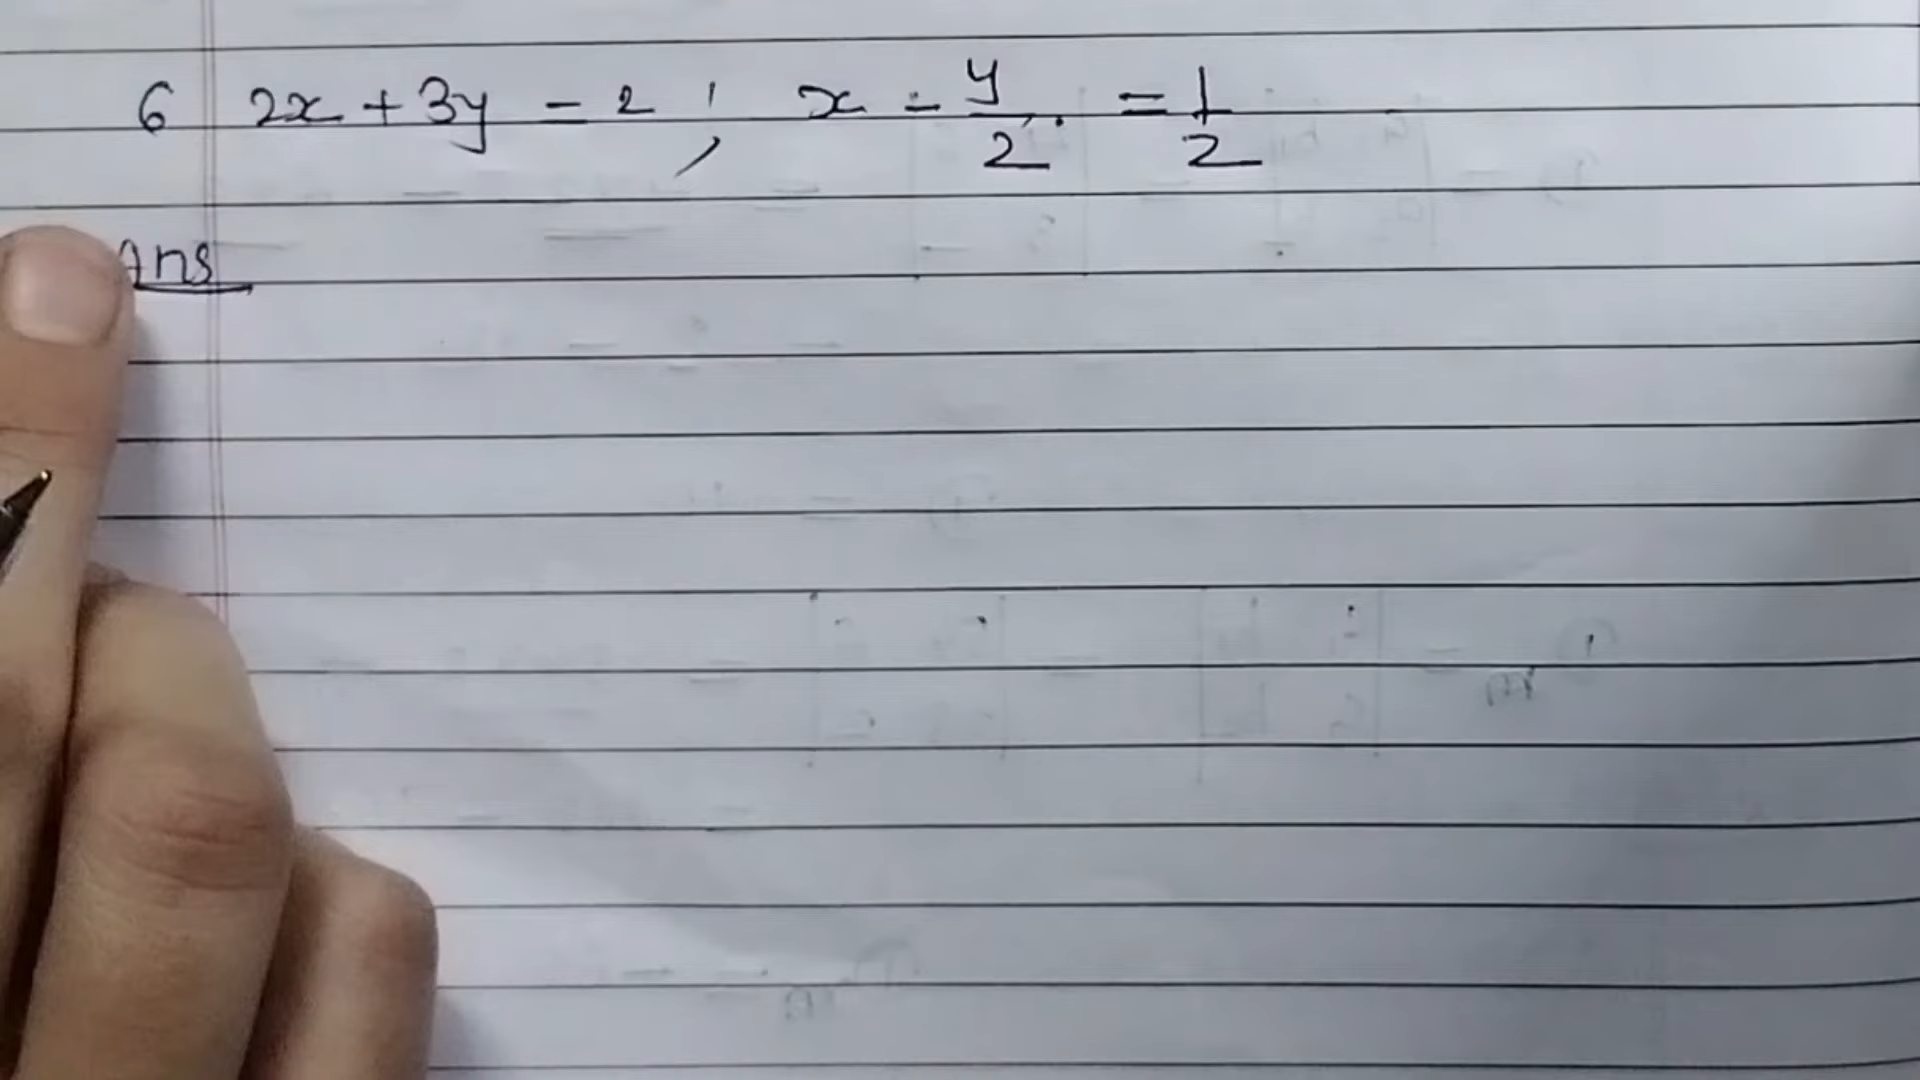 6 2x + 3y = 2 ; x - y/2 = 1/2
Ans